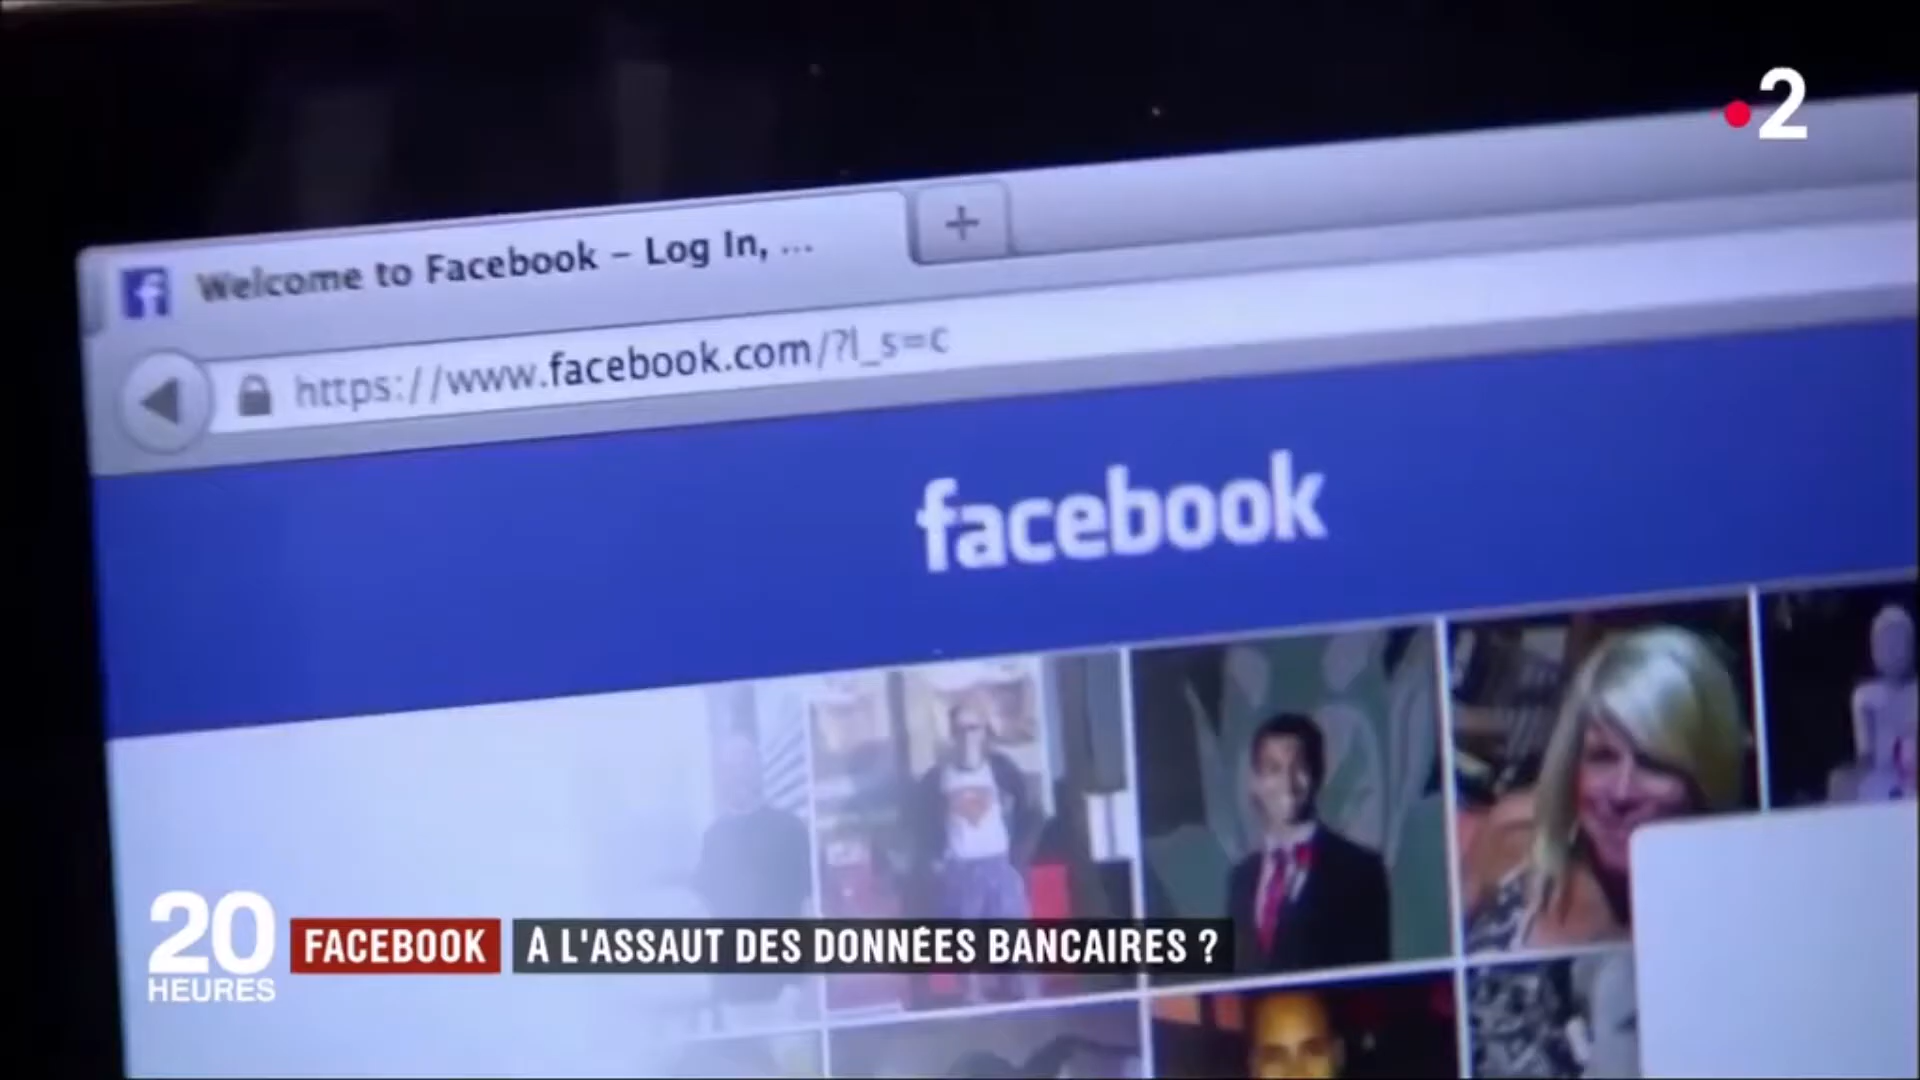 2
Welcome to Facebook – Log In, ...
https://www.facebook.com/?l_s=c
facebook
20 HEURES
FACEBOOK
A L'ASSAUT DES DONNÉES BANCAIRES ?